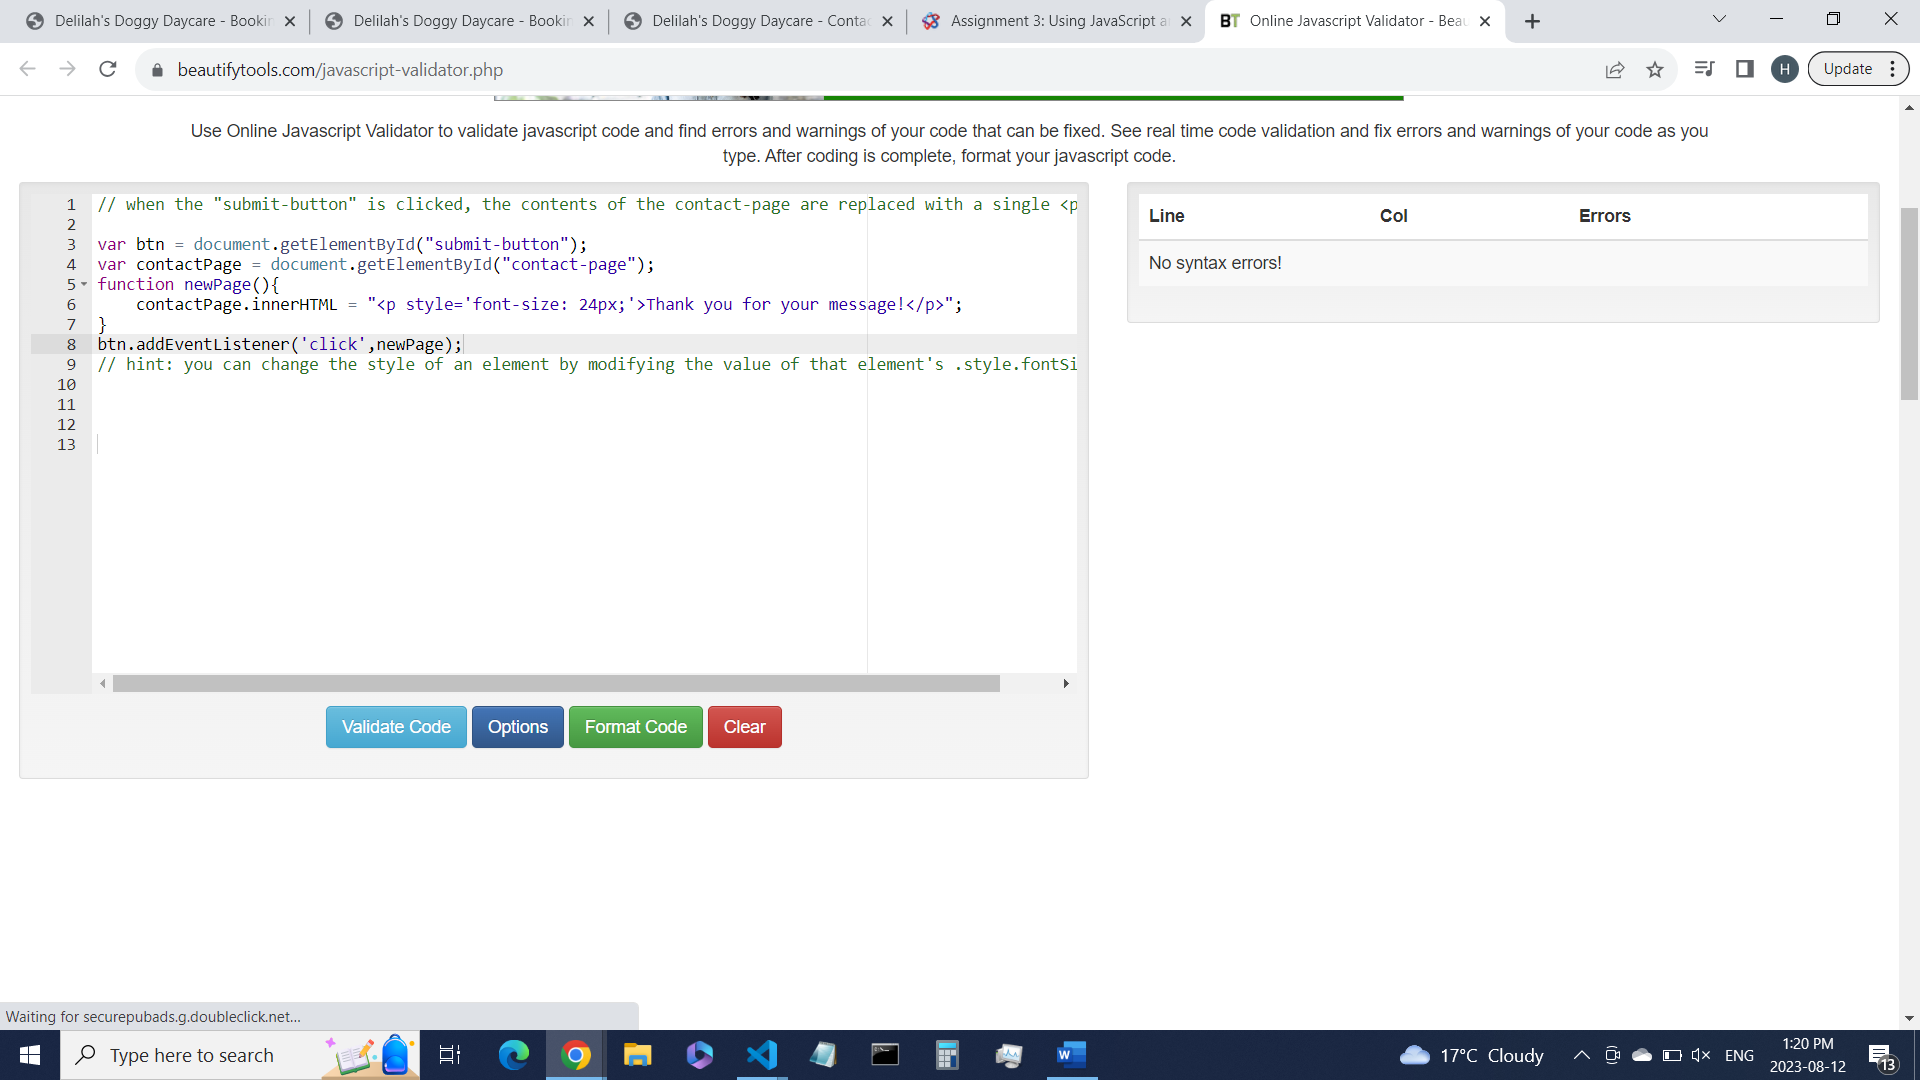 Delilah's Doggy Daycare - Bookin
Delilah's Doggy Daycare - Bookin
Delilah's Doggy Daycare - Contac
Assignment 3: Using JavaScript a
BT Online Javascript Validator - Beau
beautifytools.com/javascript-validator.php
H
Update
Use Online Javascript Validator to validate javascript code and find errors and warnings of your code that can be fixed. See real time code validation and fix errors and warnings of your code as you
type. After coding is complete, format your javascript code.
1 // when the "submit-button" is clicked, the contents of the contact-page are replaced with a single <p
2
3 var btn = document.getElementById("submit-button");
4 var contactPage = document.getElementById("contact-page");
5 function newPage(){
6 contactPage.innerHTML = "<p style='font-size: 24px;'>Thank you for your message!</p>";
7 }
8 btn.addEventListener('click',newPage);
9 // hint: you can change the style of an element by modifying the value of that element's .style.fontSi
10
11
12
13
Line Col Errors
No syntax errors!
Validate Code Options Format Code Clear
Waiting for securepubads.g.doubleclick.net...
Type here to search
17°C Cloudy
ENG
1:20 PM
2023-08-12
13